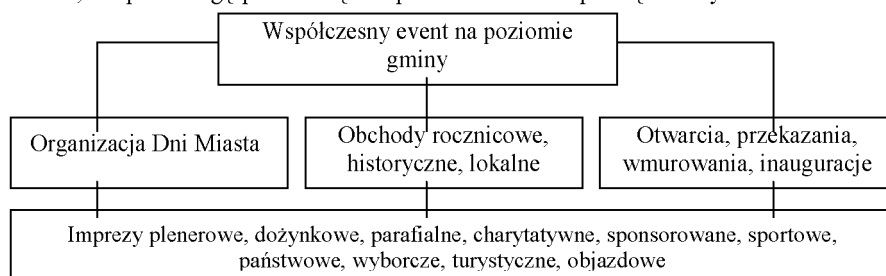 Współczesny event na poziomie
gminy
Organizacja Dni Miasta
Obchody rocznicowe,
historyczne, lokalne
Otwarcia, przekazania,
wmurowania, inauguracje
Imprezy plenerowe, dożynkowe, parafialne, charytatywne, sponsorowane, sportowe,
państwowe, wyborcze, turystyczne, objazdowe